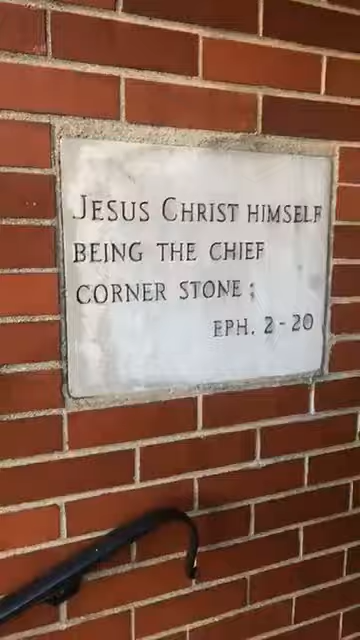 Jesus Christ himself
being the chief
corner stone;
Eph. 2-20